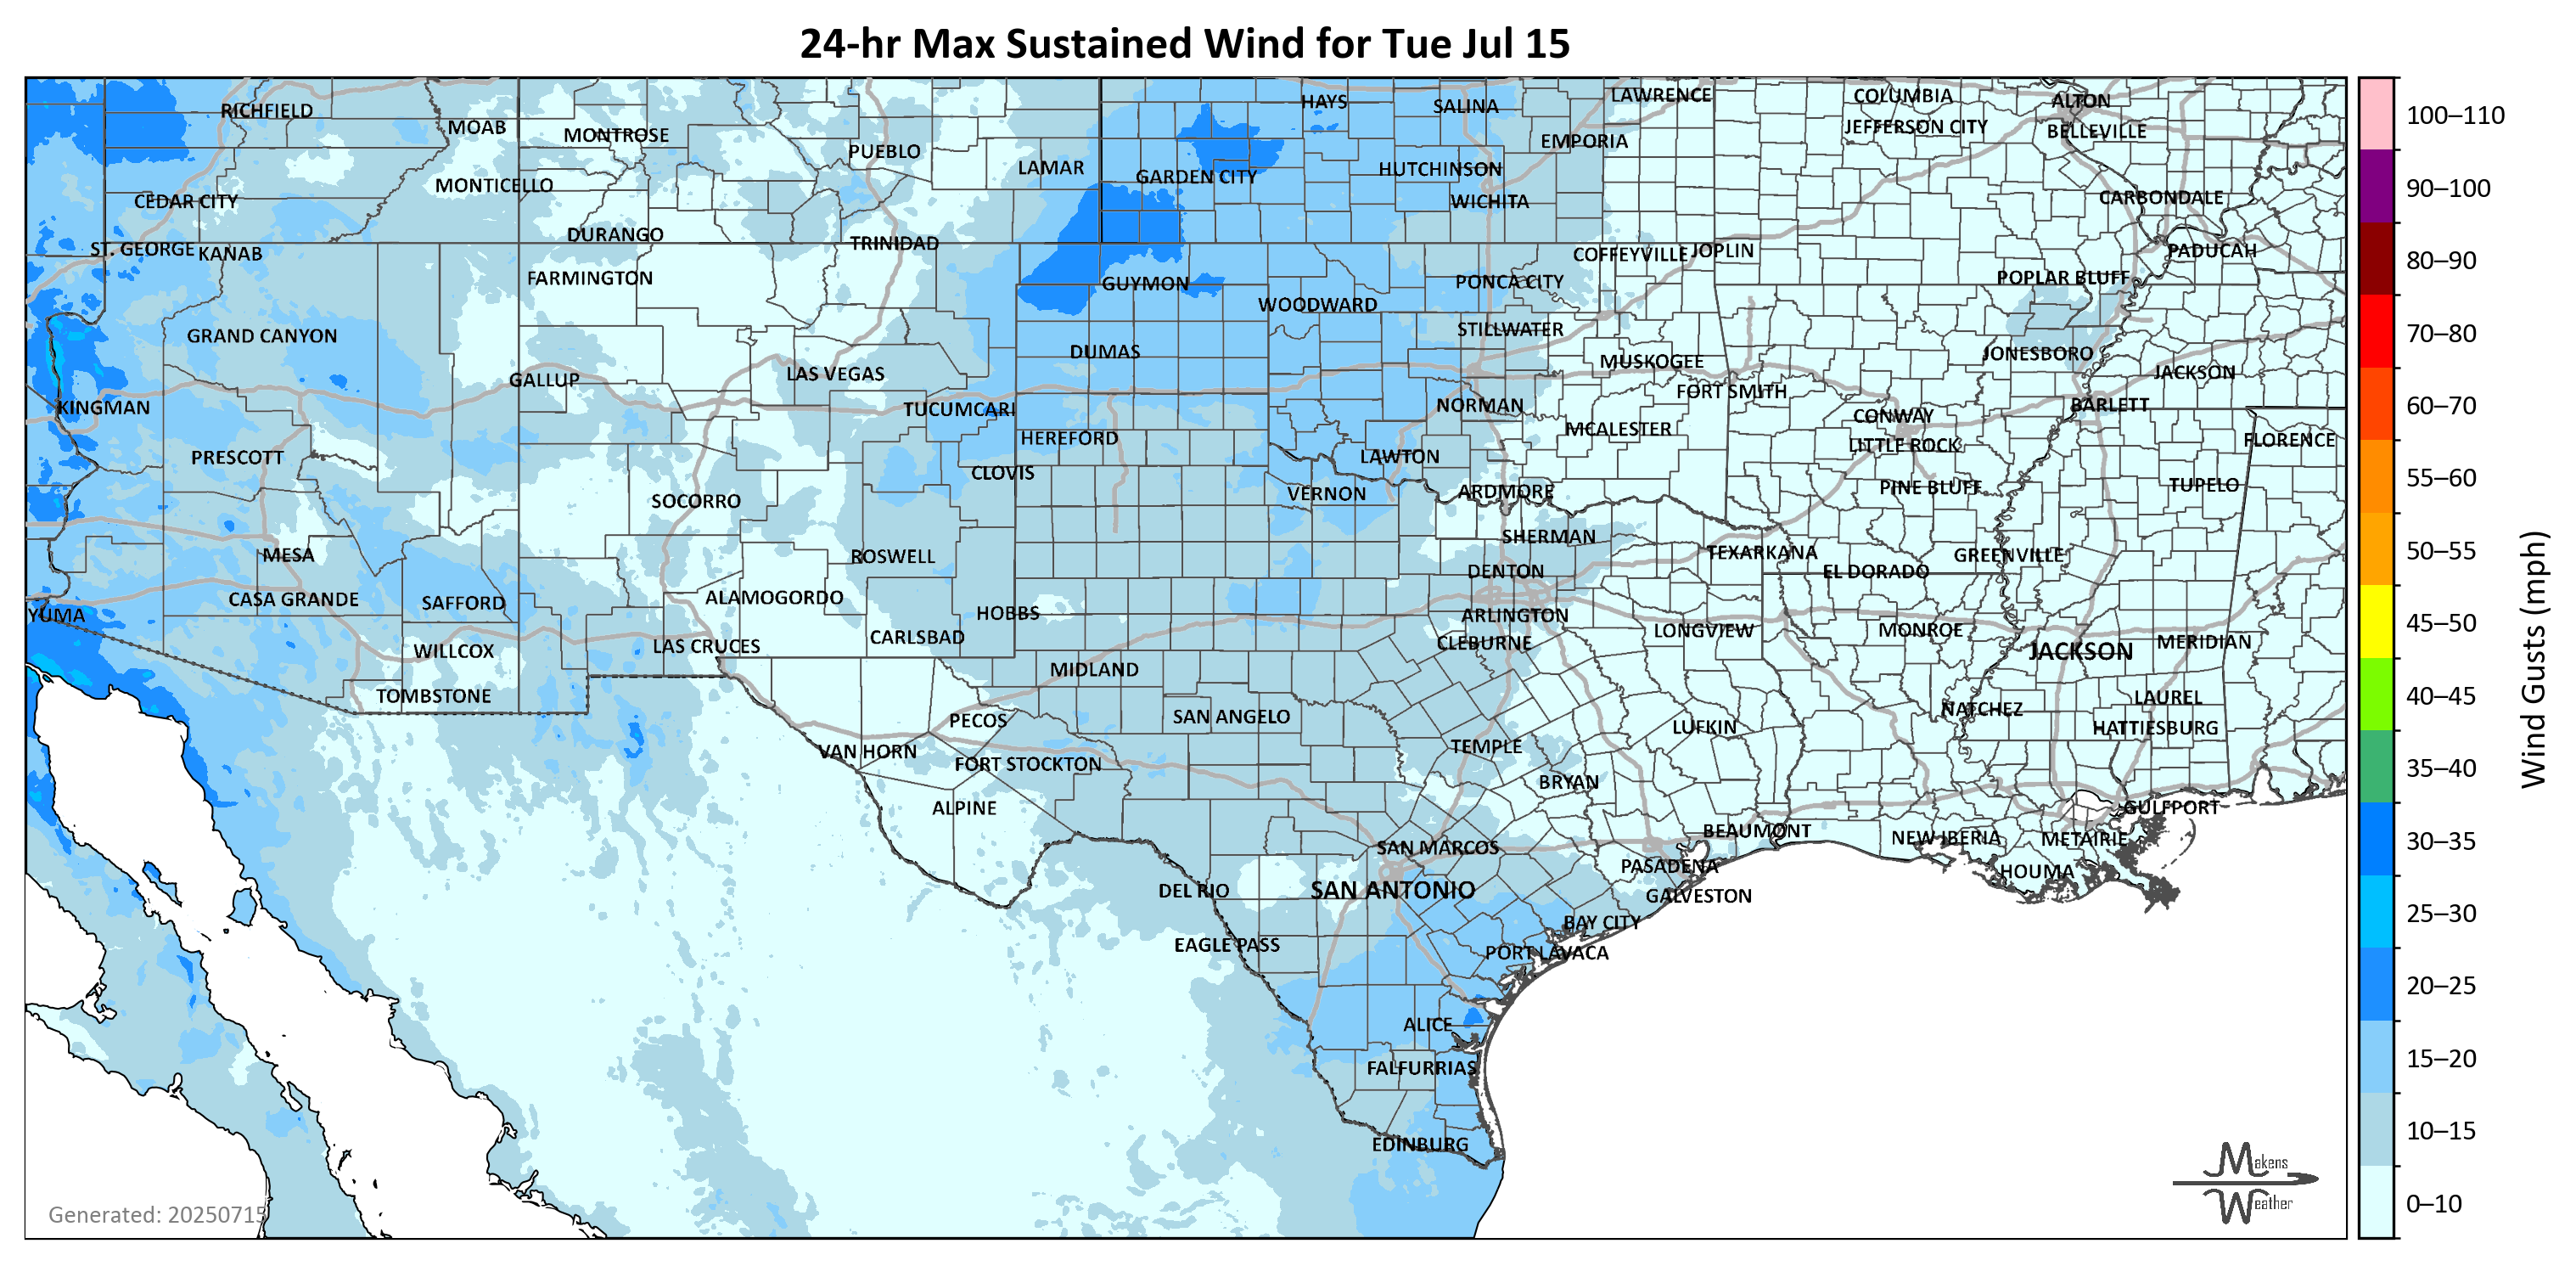 24-hr Max Sustained Wind for Tue Jul 15
RICHFIELD
MOAB
MONTROSE
PUEBLO
LAMAR
HAYS
SALINA
LAWRENCE
COLUMBIA
ALTON
EMPORIA
JEFFERSON CITY
BELLEVILLE
CEDAR CITY
MONTICELLO
GARDEN CITY
HUTCHINSON
WICHITA
CARBONDALE
ST. GEORGE
KANAB
DURANGO
TRINIDAD
COFFEYVILLE
JOPLIN
PADUCAH
FARMINGTON
GUYMON
PONCA CITY
POPLAR BLUFF
WOODWARD
GRAND CANYON
STILLWATER
DUMAS
JONESBORO
MUSKOGEE
GALLUP
LAS VEGAS
JACKSON
FORT SMITH
KINGMAN
TUCUMCARI
NORMAN
BARLETT
CONWAY
HEREFORD
MCALESTER
LITTLE ROCK
FLORENCE
PRESCOTT
CLOVIS
LAWTON
SOCORRO
VERNON
ARDMORE
PINE BLUFF
TUPELO
SHERMAN
MESA
ROSWELL
TEXARKANA
GREENVILLE
DENTON
EL DORADO
CASA GRANDE
SAFFORD
ALAMOGORDO
YUMA
HOBBS
ARLINGTON
LAS CRUCES
CARLSBAD
CLEBURNE
LONGVIEW
MONROE
MERIDIAN
WILLCOX
JACKSON
MIDLAND
TOMBSTONE
LAUREL
PECOS
SAN ANGELO
NATCHEZ
LUFKIN
HATTIESBURG
VAN HORN
TEMPLE
FORT STOCKTON
BRYAN
ALPINE
GULFPORT
BEAUMONT
NEW IBERIA
METAIRIE
SAN MARCOS
PASADENA
HOUMA
DEL RIO
SAN ANTONIO
GALVESTON
BAY CITY
EAGLE PASS
PORT LAVACA
ALICE
FALFURRIAS
EDINBURG
Generated: 20250715
Makens
Weather
100–110
90–100
80–90
70–80
60–70
55–60
50–55
45–50
40–45
35–40
30–35
25–30
20–25
15–20
10–15
0–10
Wind Gusts (mph)